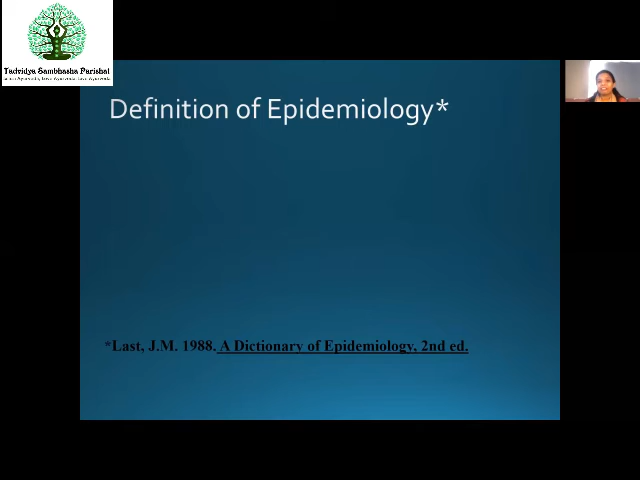 Tadvidya Sambhasha Parishat
Definition of Epidemiology*
*Last, J.M. 1988. A Dictionary of Epidemiology, 2nd ed.